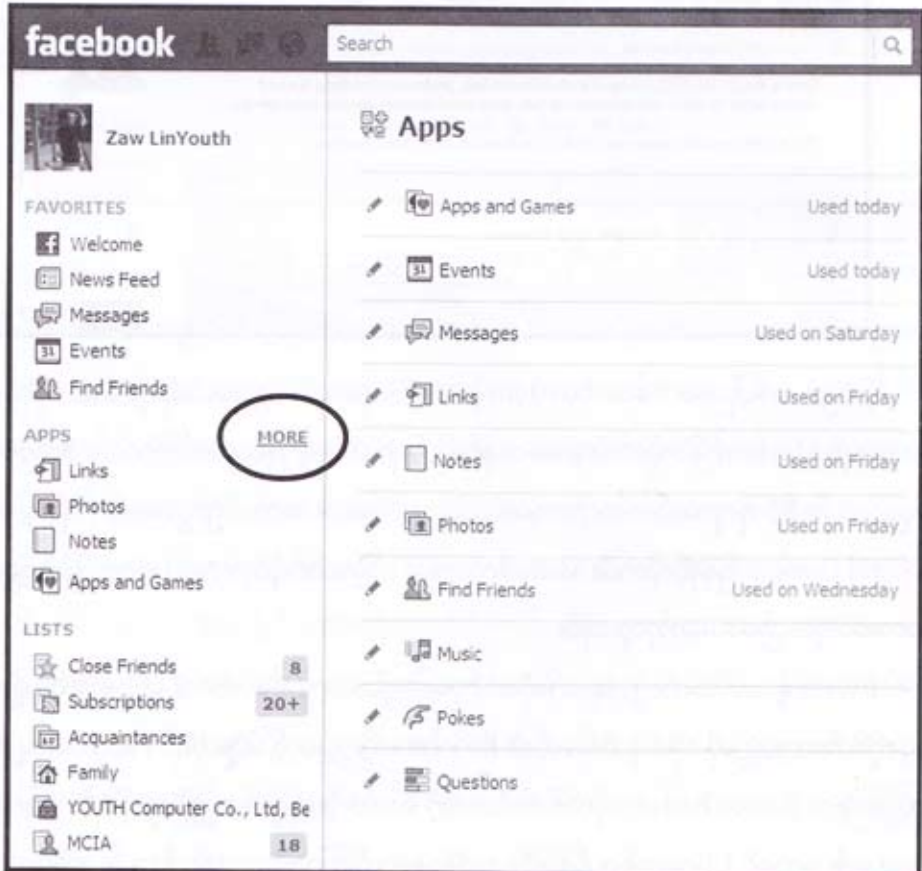 facebook
Search
Zaw LinYouth
FAVORITES
Welcome
News Feed
Messages
Events
Find Friends
APPS MORE
Links
Photos
Notes
Apps and Games
LISTS
Close Friends 8
Subscriptions 20+
Acquaintances
Family
YOUTH Computer Co., Ltd, Be
MCIA 18
Apps
Apps and Games Used today
31 Events Used today
Messages Used on Saturday
Links Used on Friday
Notes Used on Friday
Photos Used on Friday
Find Friends Used on Wednesday
Music
Pokes
Questions